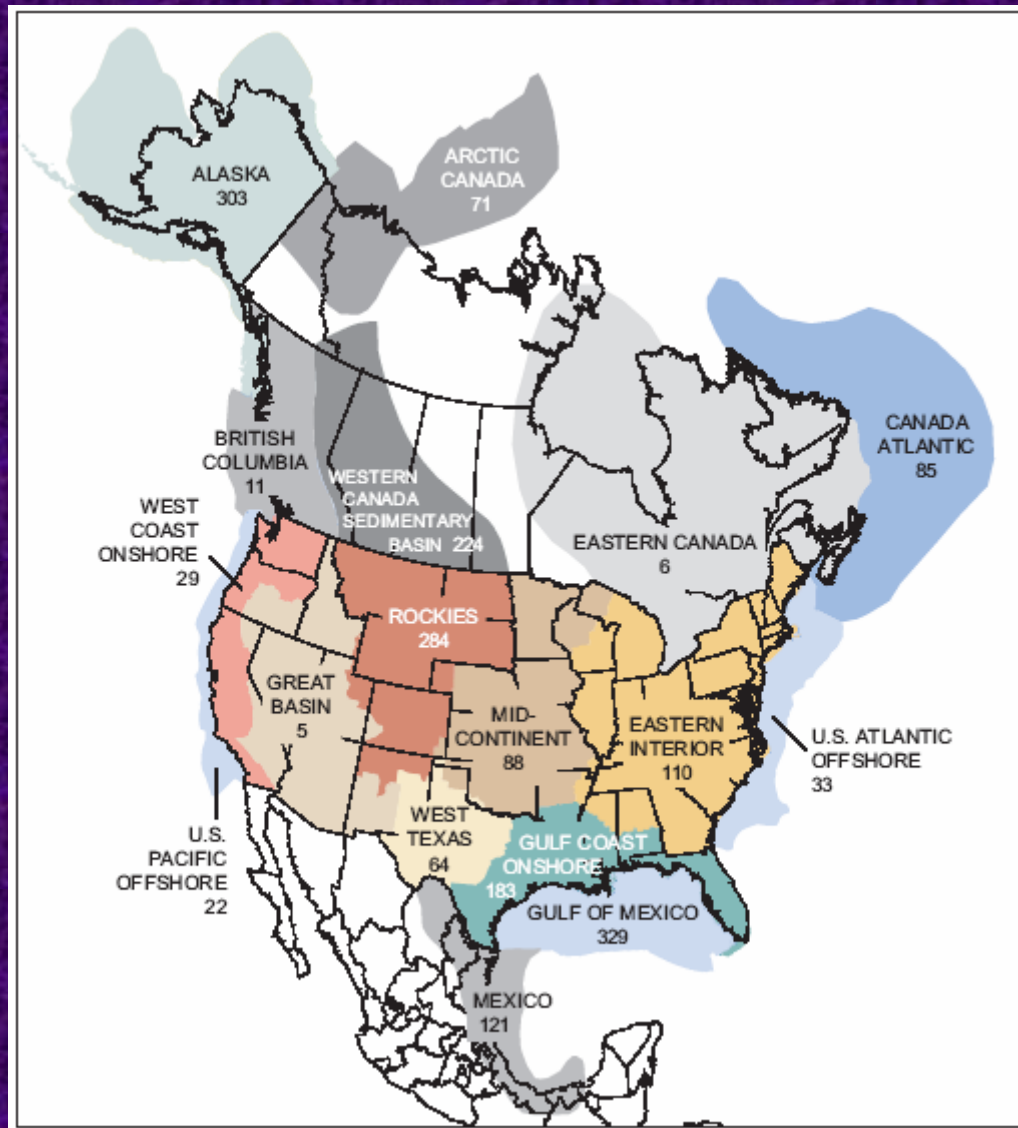 ALASKA
303
ARCTIC
CANADA
71
BRITISH
COLUMBIA
11
WESTERN
CANADA
SEDIMENTARY
BASIN 224
CANADA
ATLANTIC
85
WEST
COAST
ONSHORE
29
EASTERN CANADA
6
ROCKIES
284
GREAT
BASIN
5
MID-
CONTINENT
88
EASTERN
INTERIOR
110
U.S. ATLANTIC
OFFSHORE
33
U.S.
PACIFIC
OFFSHORE
22
WEST
TEXAS
64
GULF COAST
ONSHORE
183
GULF OF MEXICO
329
MEXICO
121